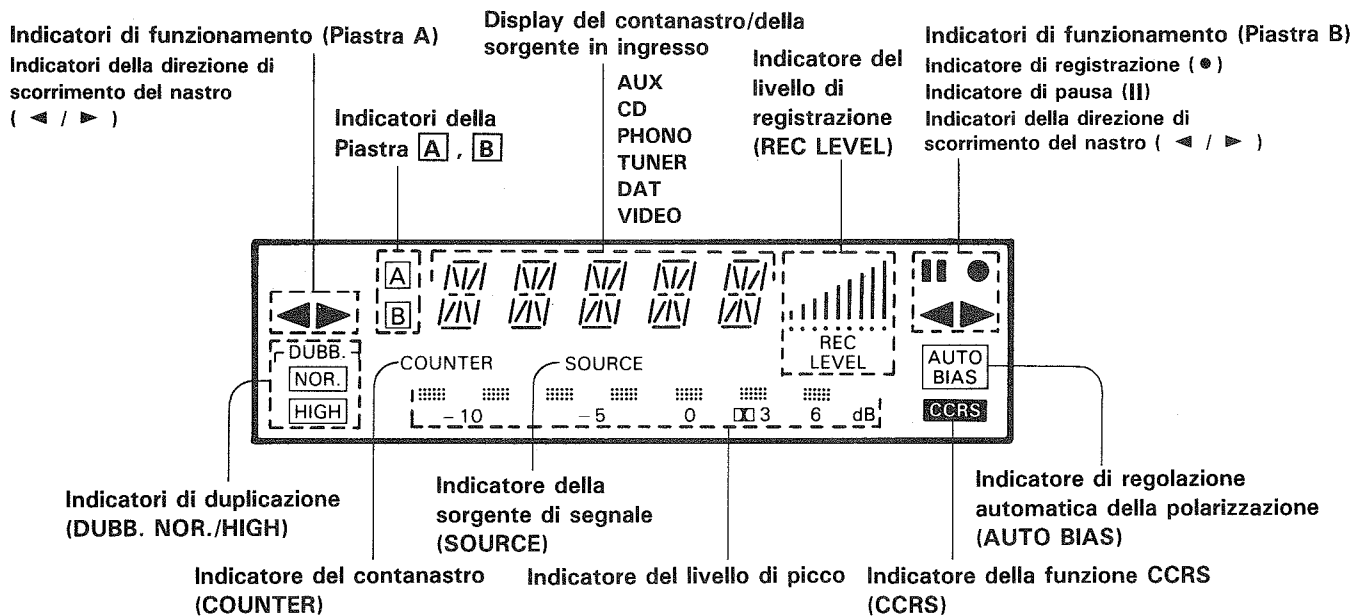 Indicatori di funzionamento (Piastra A)
Indicatori della direzione di
scorrimento del nastro
( ◄ / ► )
Indicatori della
Piastra A , B
Display del contanastro/della
sorgente in ingresso
AUX
CD
PHONO
TUNER
DAT
VIDEO
Indicatore del
livello di
registrazione
(REC LEVEL)
Indicatori di funzionamento (Piastra B)
Indicatore di registrazione ( ● )
Indicatore di pausa (II)
Indicatori della direzione di
scorrimento del nastro ( ◄ / ► )
A
B
DUBB.
NOR.
HIGH
COUNTER
SOURCE
REC
LEVEL
AUTO
BIAS
CCRS
−10 −5 0 3 6 dB
Indicatori di duplicazione
(DUBB. NOR./HIGH)
Indicatore della
sorgente di segnale
(SOURCE)
Indicatore di regolazione
automatica della polarizzazione
(AUTO BIAS)
Indicatore del contanastro
(COUNTER)
Indicatore del livello di picco
Indicatore della funzione CCRS
(CCRS)